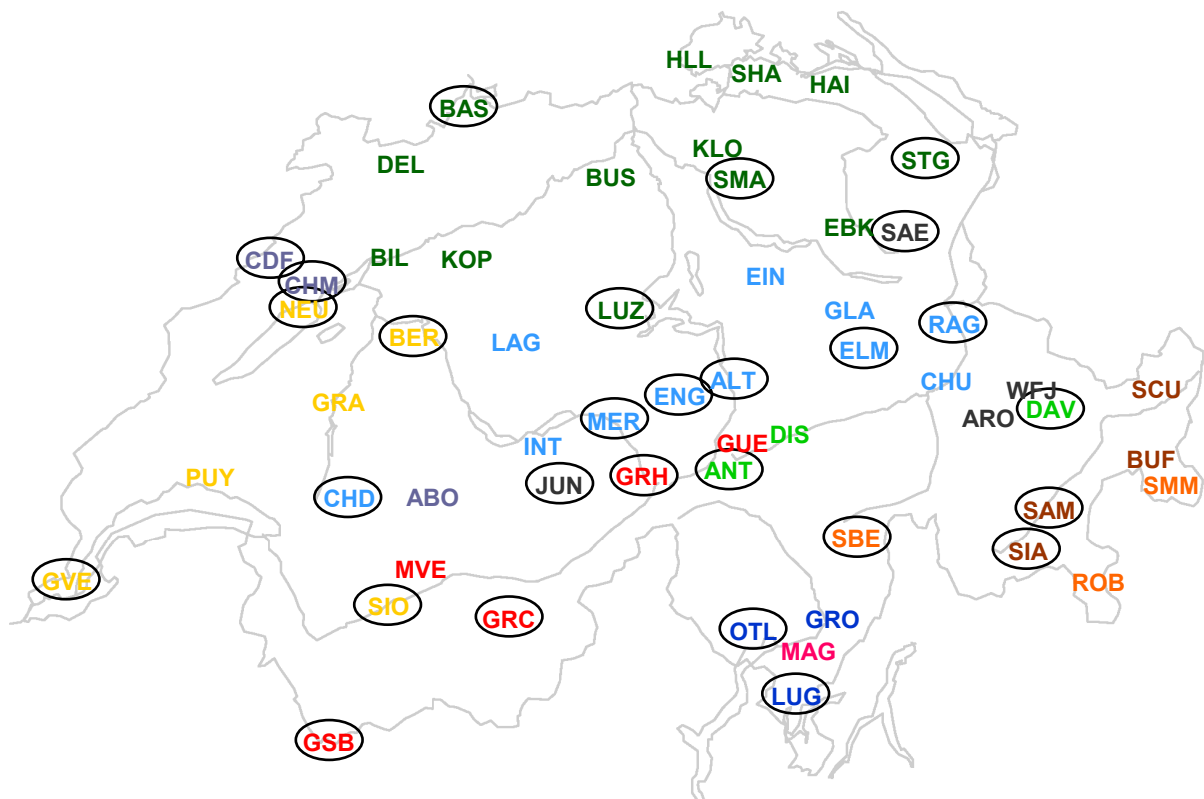 HLL
SHA
HAI
BAS
KLO
STG
DEL
BUS
SMA
EBK
SAE
CDF
BIL
KOP
CHM
EIN
NEU
LUZ
GLA
RAG
BER
LAG
ELM
ALT
CHU
WFJ
SCU
ENG
GRA
DAV
MER
ARO
INT
GUE
DIS
BUF
PUY
GRH
ANT
JUN
SMM
CHD
ABO
SAM
SBE
SIA
GVE
MVE
ROB
SIO
GRC
GRO
OTL
MAG
LUG
GSB